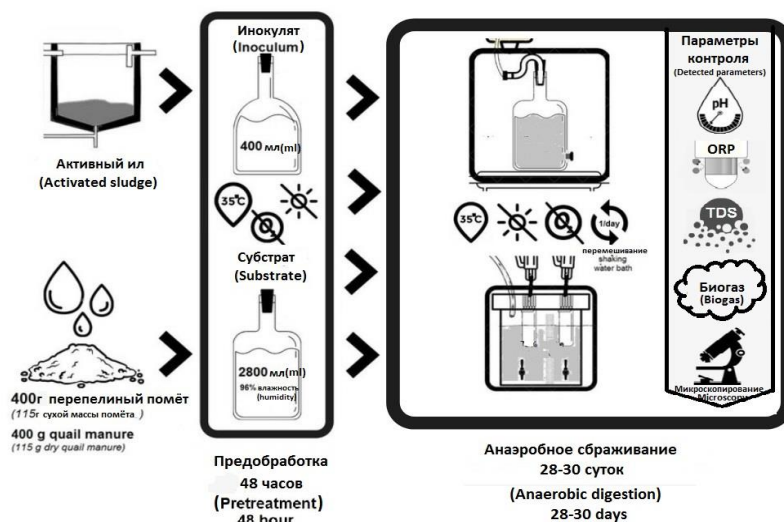 Активный ил
(Activated sludge)
400г перепелиный помёт
(115г сухой массы помёта. )
400 g quail manure
(115 g dry quail manure)
Инокулят
(Inoculum)
400 мл(ml)
35°C
O2
Субстрат
(Substrate)
2800 мл(ml)
96% влажность
(humidity)
Предобработка
48 часов
(Pretreatment)
48 hour
35°C
O2
1/day
перемешивание
shaking
water bath
Анаэробное сбраживание
28-30 суток
(Anaerobic digestion)
28-30 days
Параметры
контроля
(Detected parameters)
pH
ORP
TDS
Биогаз
(Biogas)
Микроскопирование
Microscopy